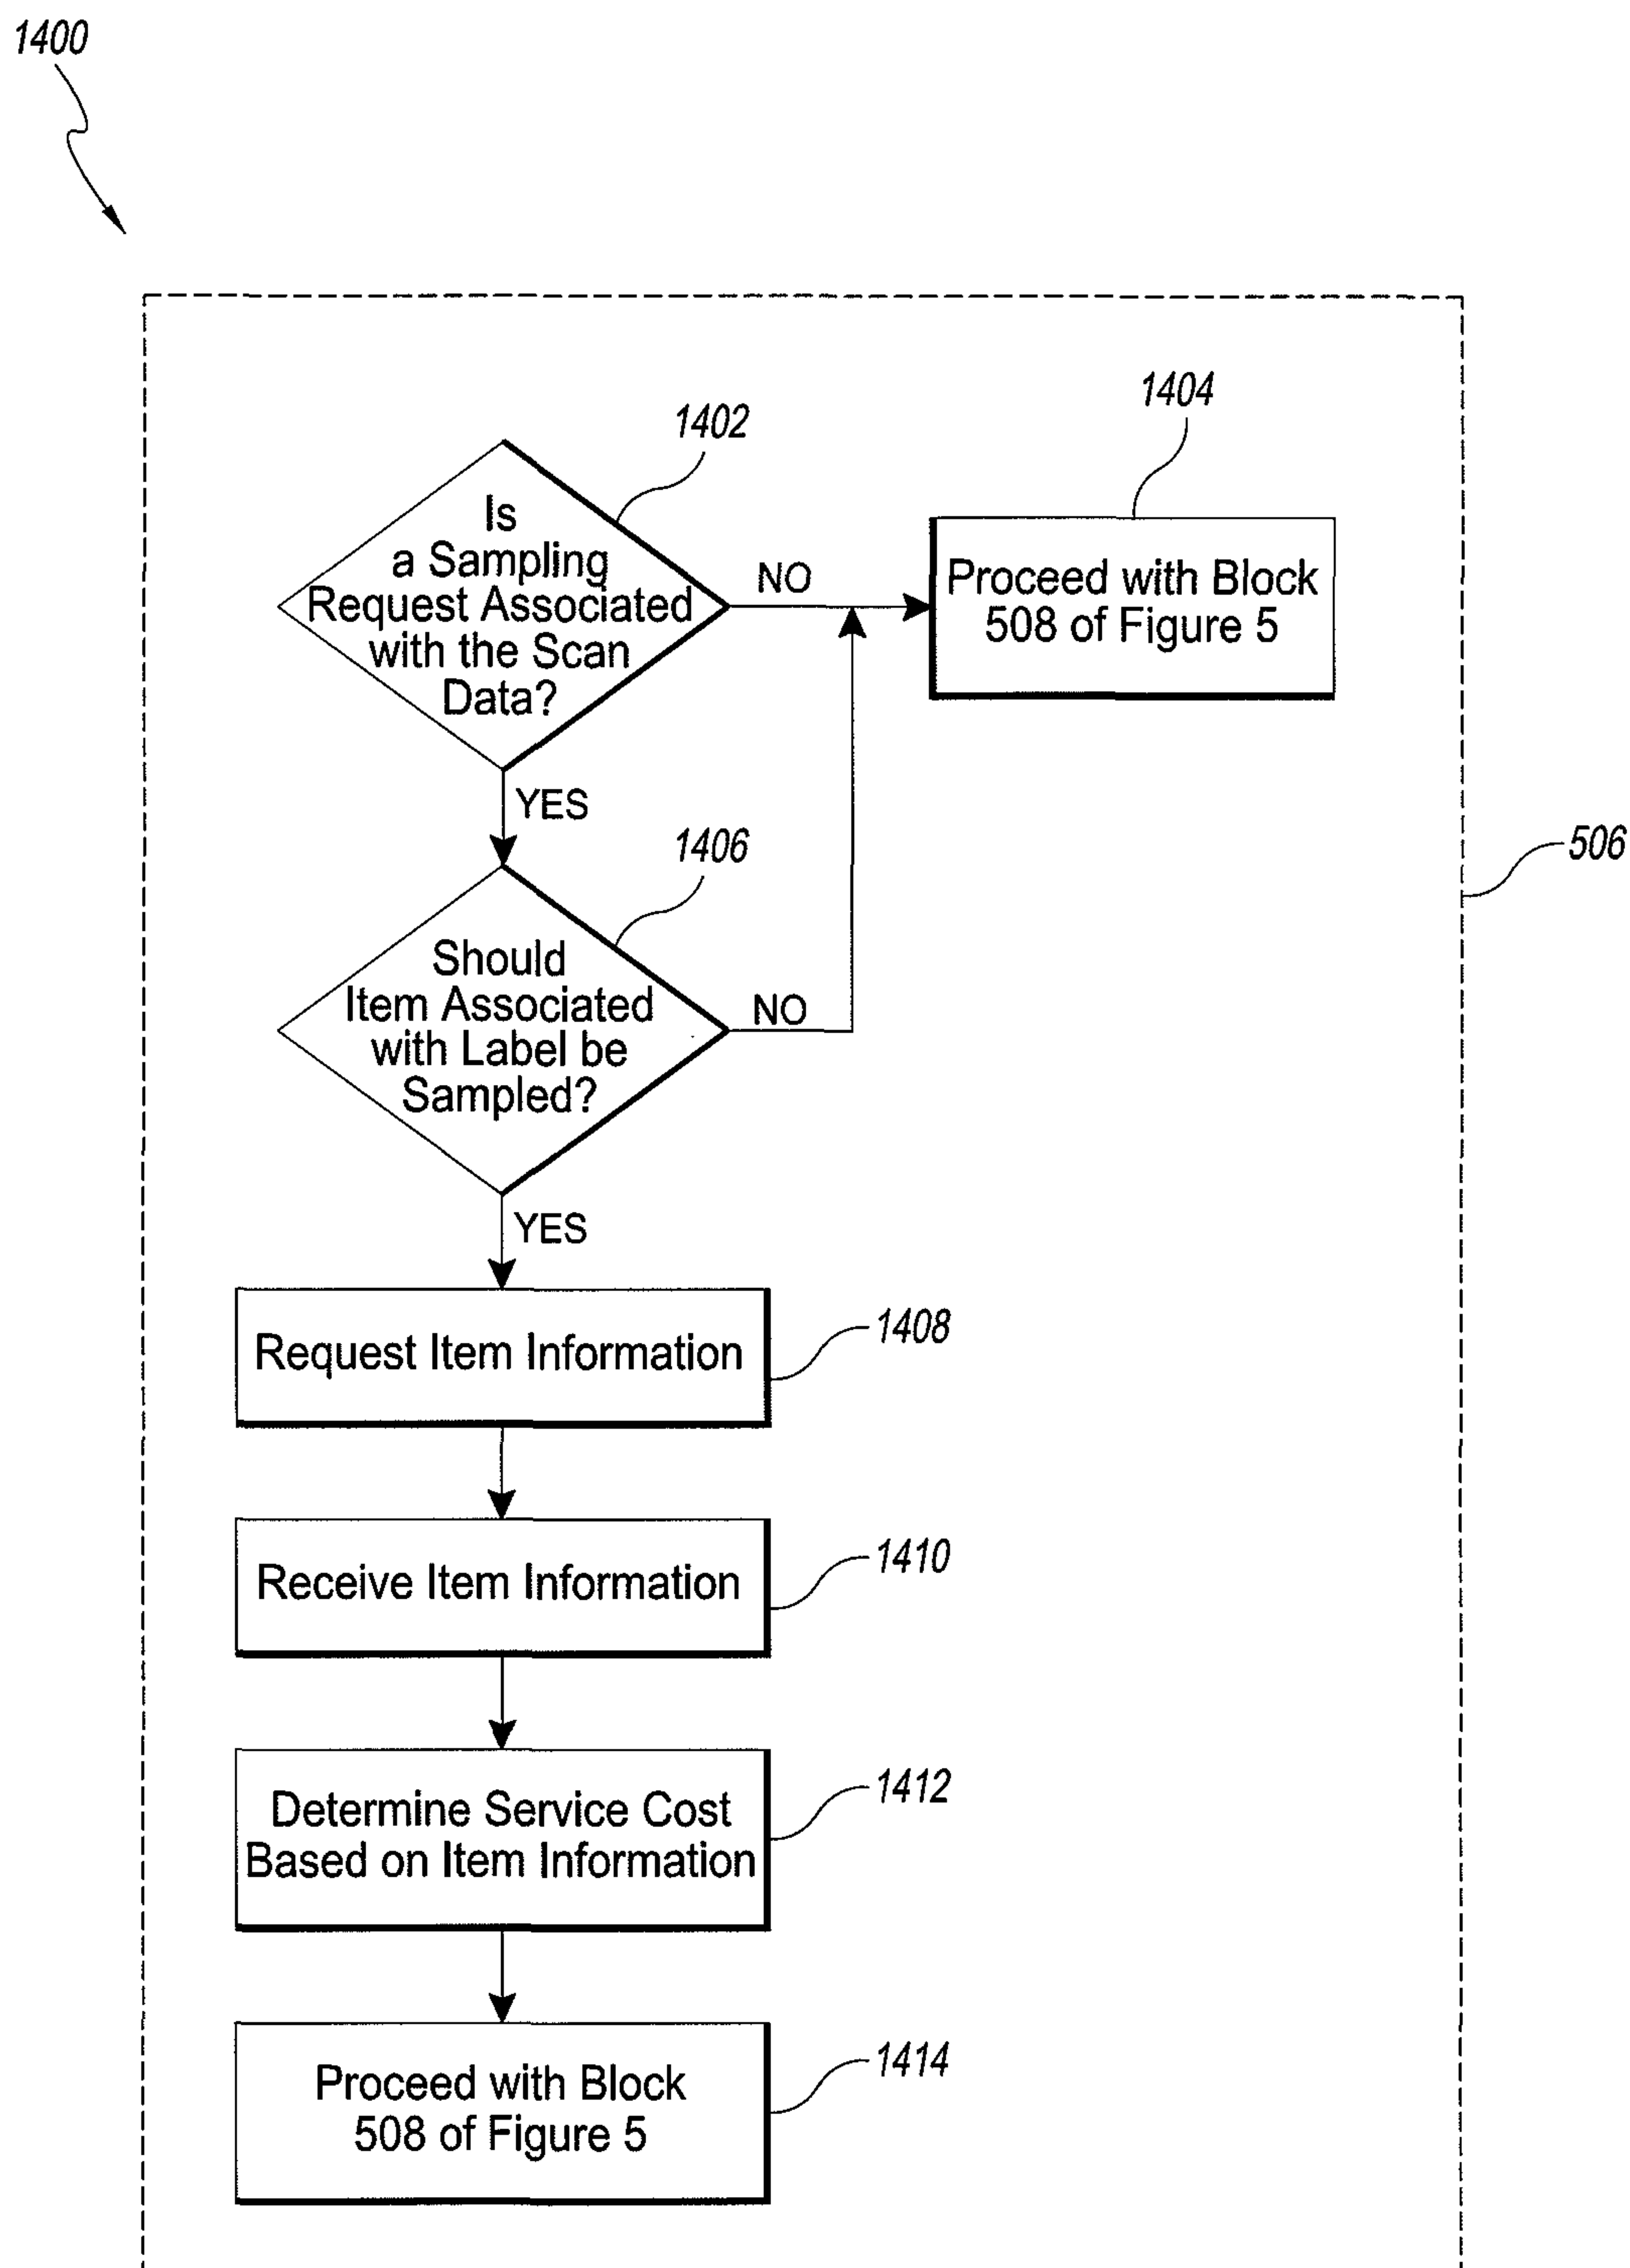 1400
1402
Is
a Sampling
Request Associated
with the Scan
Data?
NO
1404
Proceed with Block
508 of Figure 5
YES
1406
Should
Item Associated
with Label be
Sampled?
NO
506
YES
Request Item Information
1408
Receive Item Information
1410
Determine Service Cost
Based on Item Information
1412
Proceed with Block
508 of Figure 5
1414